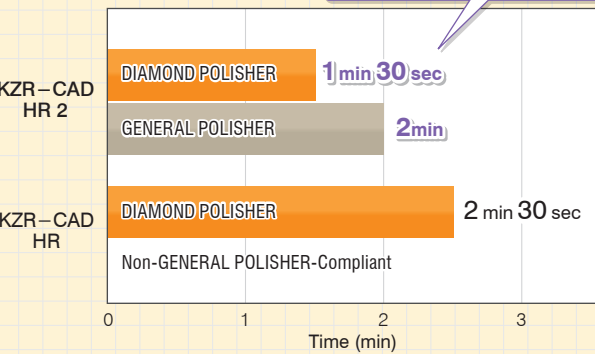 KZR-CAD
HR 2
DIAMOND POLISHER
1 min 30 sec
GENERAL POLISHER
2min
KZR-CAD
HR
DIAMOND POLISHER
2 min 30 sec
Non-GENERAL POLISHER-Compliant
0 1 2 3
Time (min)